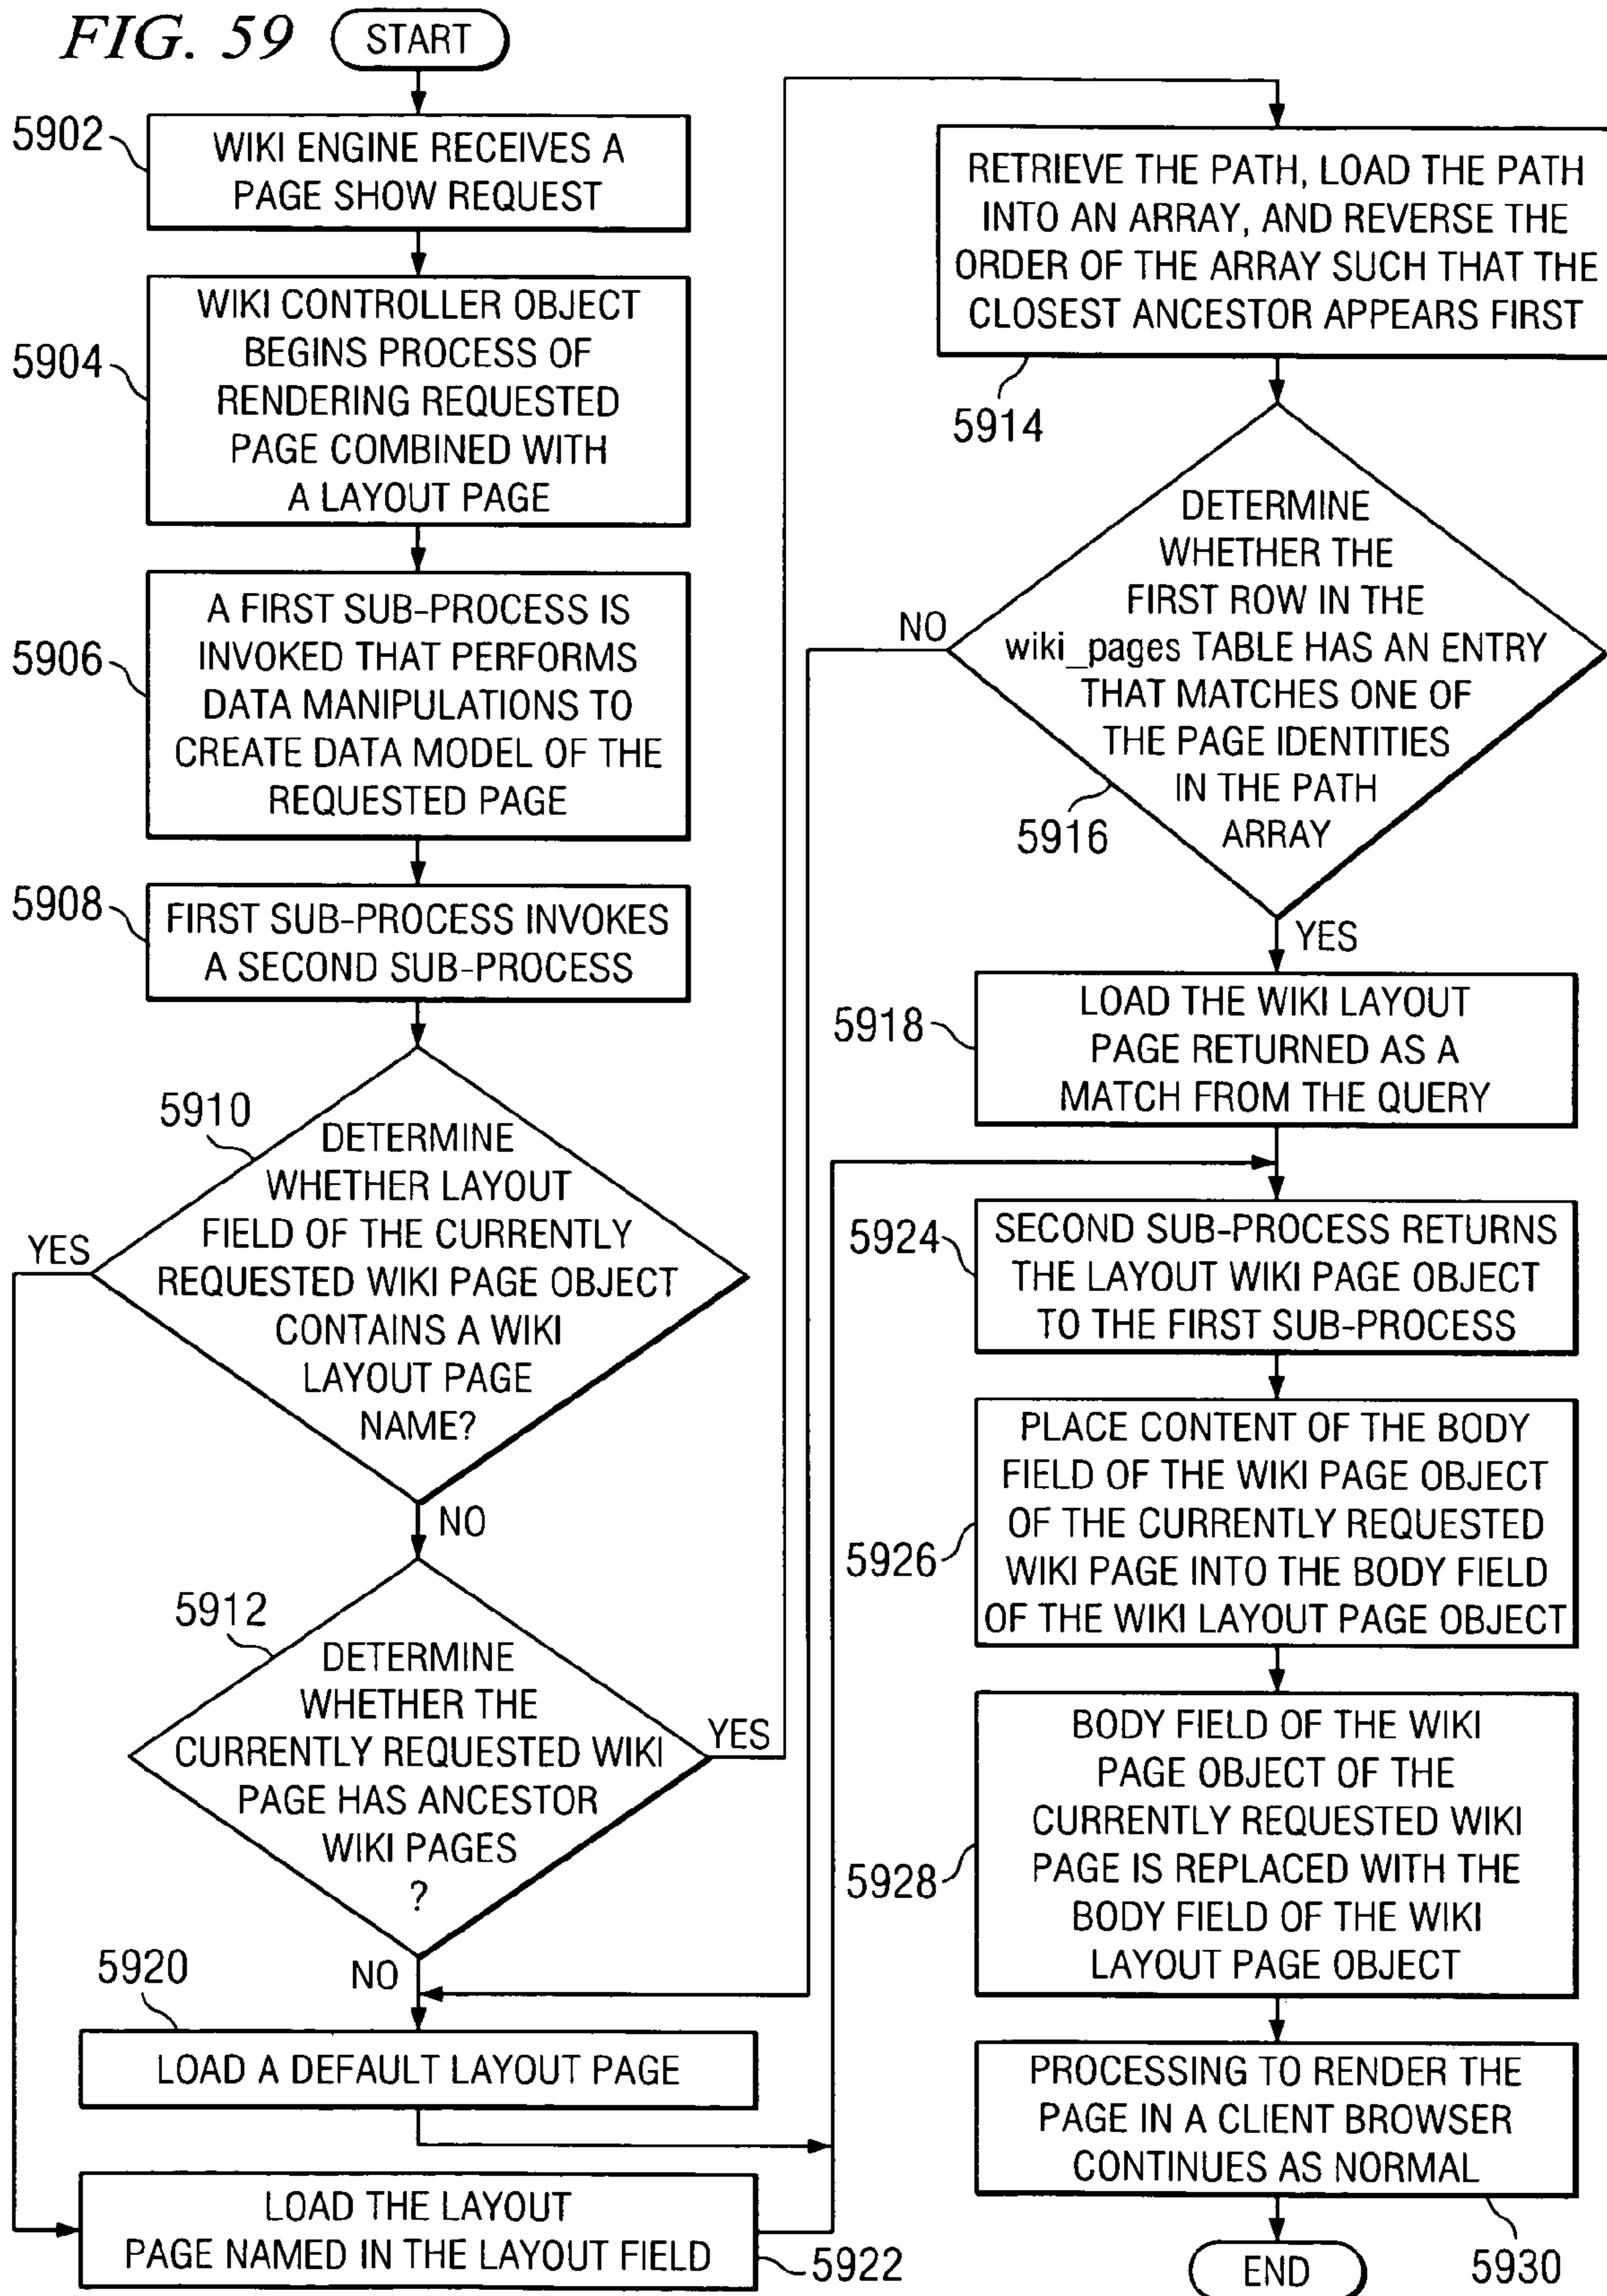 FIG. 59
START
5902
WIKI ENGINE RECEIVES A
PAGE SHOW REQUEST
5904
WIKI CONTROLLER OBJECT
BEGINS PROCESS OF
RENDERING REQUESTED
PAGE COMBINED WITH
A LAYOUT PAGE
5906
A FIRST SUB-PROCESS IS
INVOKED THAT PERFORMS
DATA MANIPULATIONS TO
CREATE DATA MODEL OF THE
REQUESTED PAGE
5908
FIRST SUB-PROCESS INVOKES
A SECOND SUB-PROCESS
5910
DETERMINE
WHETHER LAYOUT
FIELD OF THE CURRENTLY
REQUESTED WIKI PAGE OBJECT
CONTAINS A WIKI
LAYOUT PAGE
NAME?
YES
NO
5912
DETERMINE
WHETHER THE
CURRENTLY REQUESTED WIKI
PAGE HAS ANCESTOR
WIKI PAGES
?
YES
NO
5920
LOAD A DEFAULT LAYOUT PAGE
LOAD THE LAYOUT
PAGE NAMED IN THE LAYOUT FIELD
5922
RETRIEVE THE PATH, LOAD THE PATH
INTO AN ARRAY, AND REVERSE THE
ORDER OF THE ARRAY SUCH THAT THE
CLOSEST ANCESTOR APPEARS FIRST
5914
DETERMINE
WHETHER THE
FIRST ROW IN THE
wiki_pages TABLE HAS AN ENTRY
THAT MATCHES ONE OF
THE PAGE IDENTITIES
IN THE PATH
ARRAY
NO
5916
YES
5918
LOAD THE WIKI LAYOUT
PAGE RETURNED AS A
MATCH FROM THE QUERY
5924
SECOND SUB-PROCESS RETURNS
THE LAYOUT WIKI PAGE OBJECT
TO THE FIRST SUB-PROCESS
5926
PLACE CONTENT OF THE BODY
FIELD OF THE WIKI PAGE OBJECT
OF THE CURRENTLY REQUESTED
WIKI PAGE INTO THE BODY FIELD
OF THE WIKI LAYOUT PAGE OBJECT
5928
BODY FIELD OF THE WIKI
PAGE OBJECT OF THE
CURRENTLY REQUESTED WIKI
PAGE IS REPLACED WITH THE
BODY FIELD OF THE WIKI
LAYOUT PAGE OBJECT
PROCESSING TO RENDER THE
PAGE IN A CLIENT BROWSER
CONTINUES AS NORMAL
5930
END